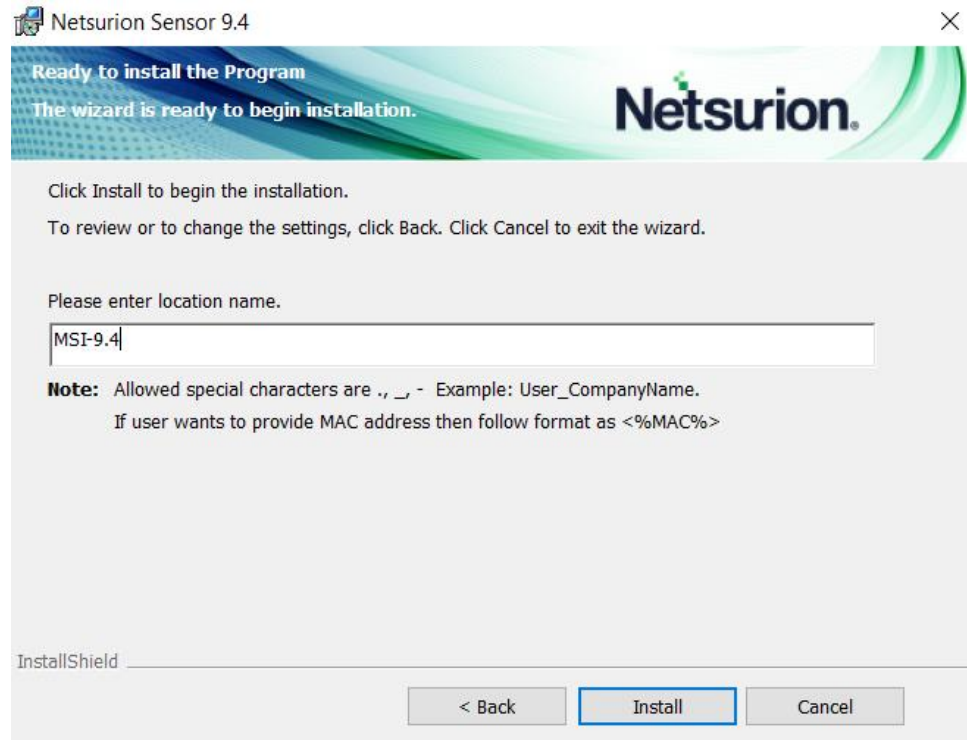 Netsurion Sensor 9.4
Ready to install the Program
The wizard is ready to begin installation.
Netsurion.
Click Install to begin the installation.
To review or to change the settings, click Back. Click Cancel to exit the wizard.
Please enter location name.
MSI-9.4
Note: Allowed special characters are ., _, - Example: User_CompanyName.
If user wants to provide MAC address then follow format as <%MAC%>
InstallShield
< Back Install Cancel